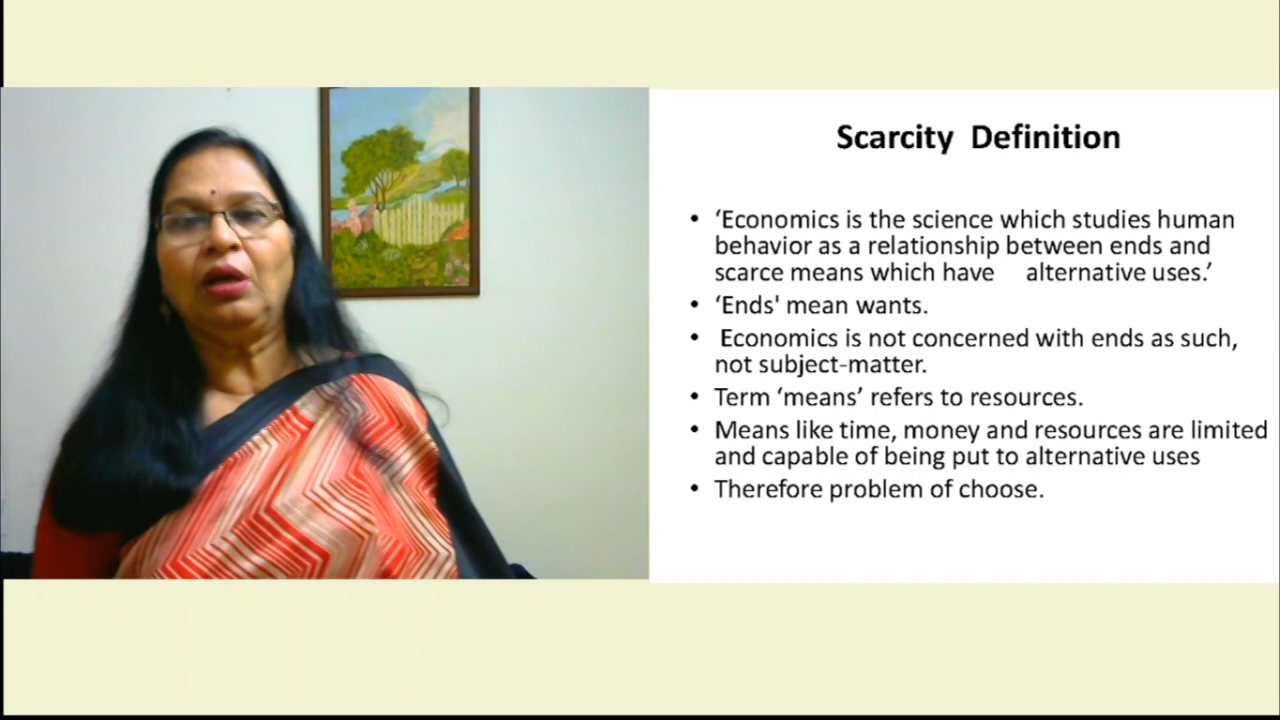 Scarcity Definition
• ‘Economics is the science which studies human
behavior as a relationship between ends and
scarce means which have alternative uses.’
• ‘Ends' mean wants.
• Economics is not concerned with ends as such,
not subject-matter.
• Term ‘means’ refers to resources.
• Means like time, money and resources are limited
and capable of being put to alternative uses
• Therefore problem of choose.